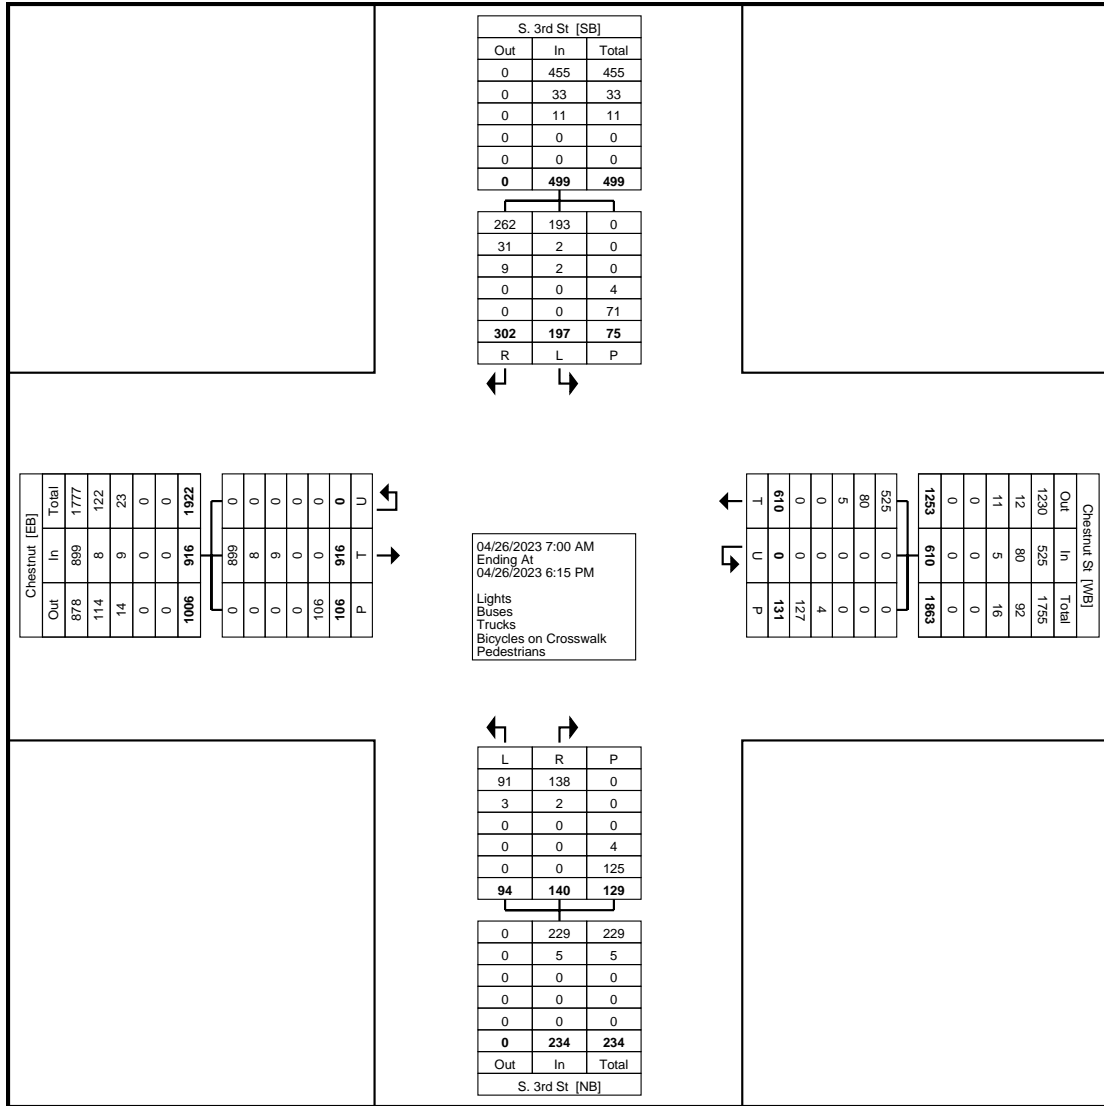 S. 3rd St [SB]
Out In Total
0 455 455
0 33 33
0 11 11
0 0 0
0 0 0
0 499 499
262 193 0
31 2 0
9 2 0
0 0 4
0 0 71
302 197 75
R L P
Chestnut [EB]
Total In Out
1777 899 878
122 8 114
23 9 14
0 0 0
0 0 0
1922 916 1006
0 899 0
0 8 0
0 9 0
0 0 0
0 0 106
0 916 106
U T P
04/26/2023 7:00 AM
Ending At
04/26/2023 6:15 PM
Lights
Buses
Trucks
Bicycles on Crosswalk
Pedestrians
Chestnut St [WB]
Out In Total
1230 525 1755
12 80 92
11 5 16
0 0 0
0 0 0
1253 610 1863
525 0 0
80 0 0
5 0 0
0 0 4
0 0 127
610 0 131
T U P
L R P
91 138 0
3 2 0
0 0 0
0 0 4
0 0 125
94 140 129
0 229 229
0 5 5
0 0 0
0 0 0
0 0 0
0 234 234
Out In Total
S. 3rd St [NB]